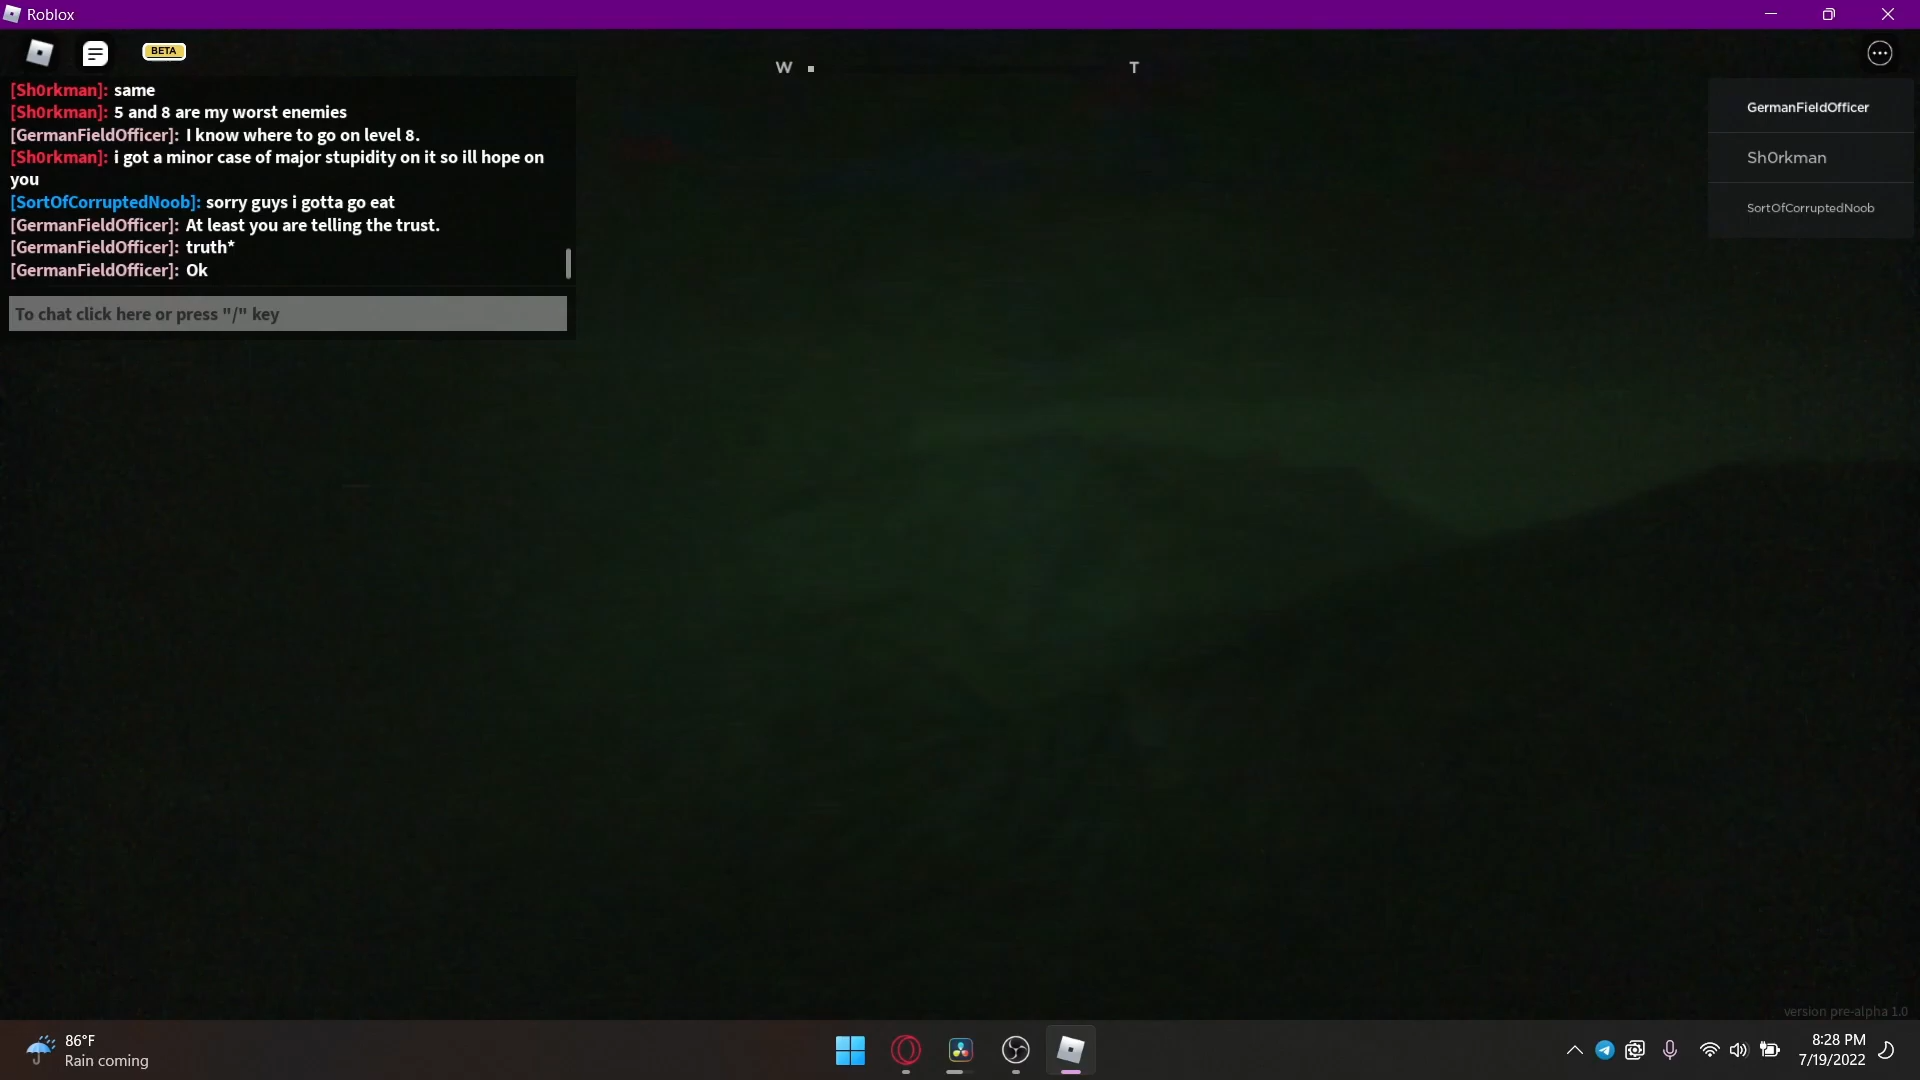 Roblox
BETA
W
T
[Sh0rkman]: same
[Sh0rkman]: 5 and 8 are my worst enemies
[GermanFieldOfficer]: I know where to go on level 8.
[Sh0rkman]: i got a minor case of major stupidity on it so ill hope on
you
[SortOfCorruptedNoob]: sorry guys i gotta go eat
[GermanFieldOfficer]: At least you are telling the trust.
[GermanFieldOfficer]: truth*
[GermanFieldOfficer]: Ok
To chat click here or press "/" key
GermanFieldOfficer
Sh0rkman
SortOfCorruptedNoob
version pre-alpha 1.0
86°F
Rain coming
8:28 PM
7/19/2022